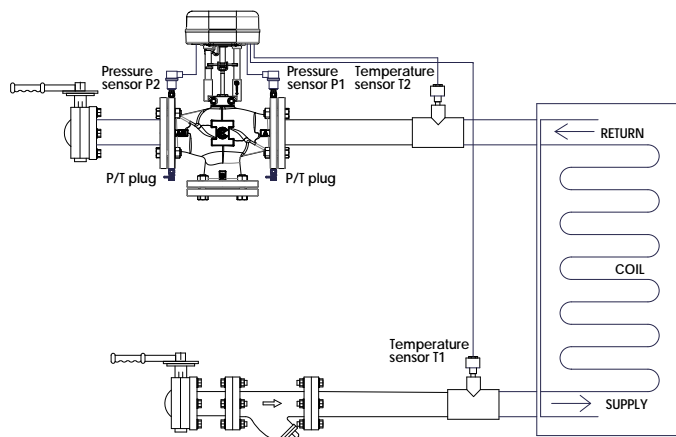 Pressure
sensor P2
Pressure
sensor P1
Temperature
sensor T2
RETURN
P/T plug
P/T plug
COIL
Temperature
sensor T1
SUPPLY